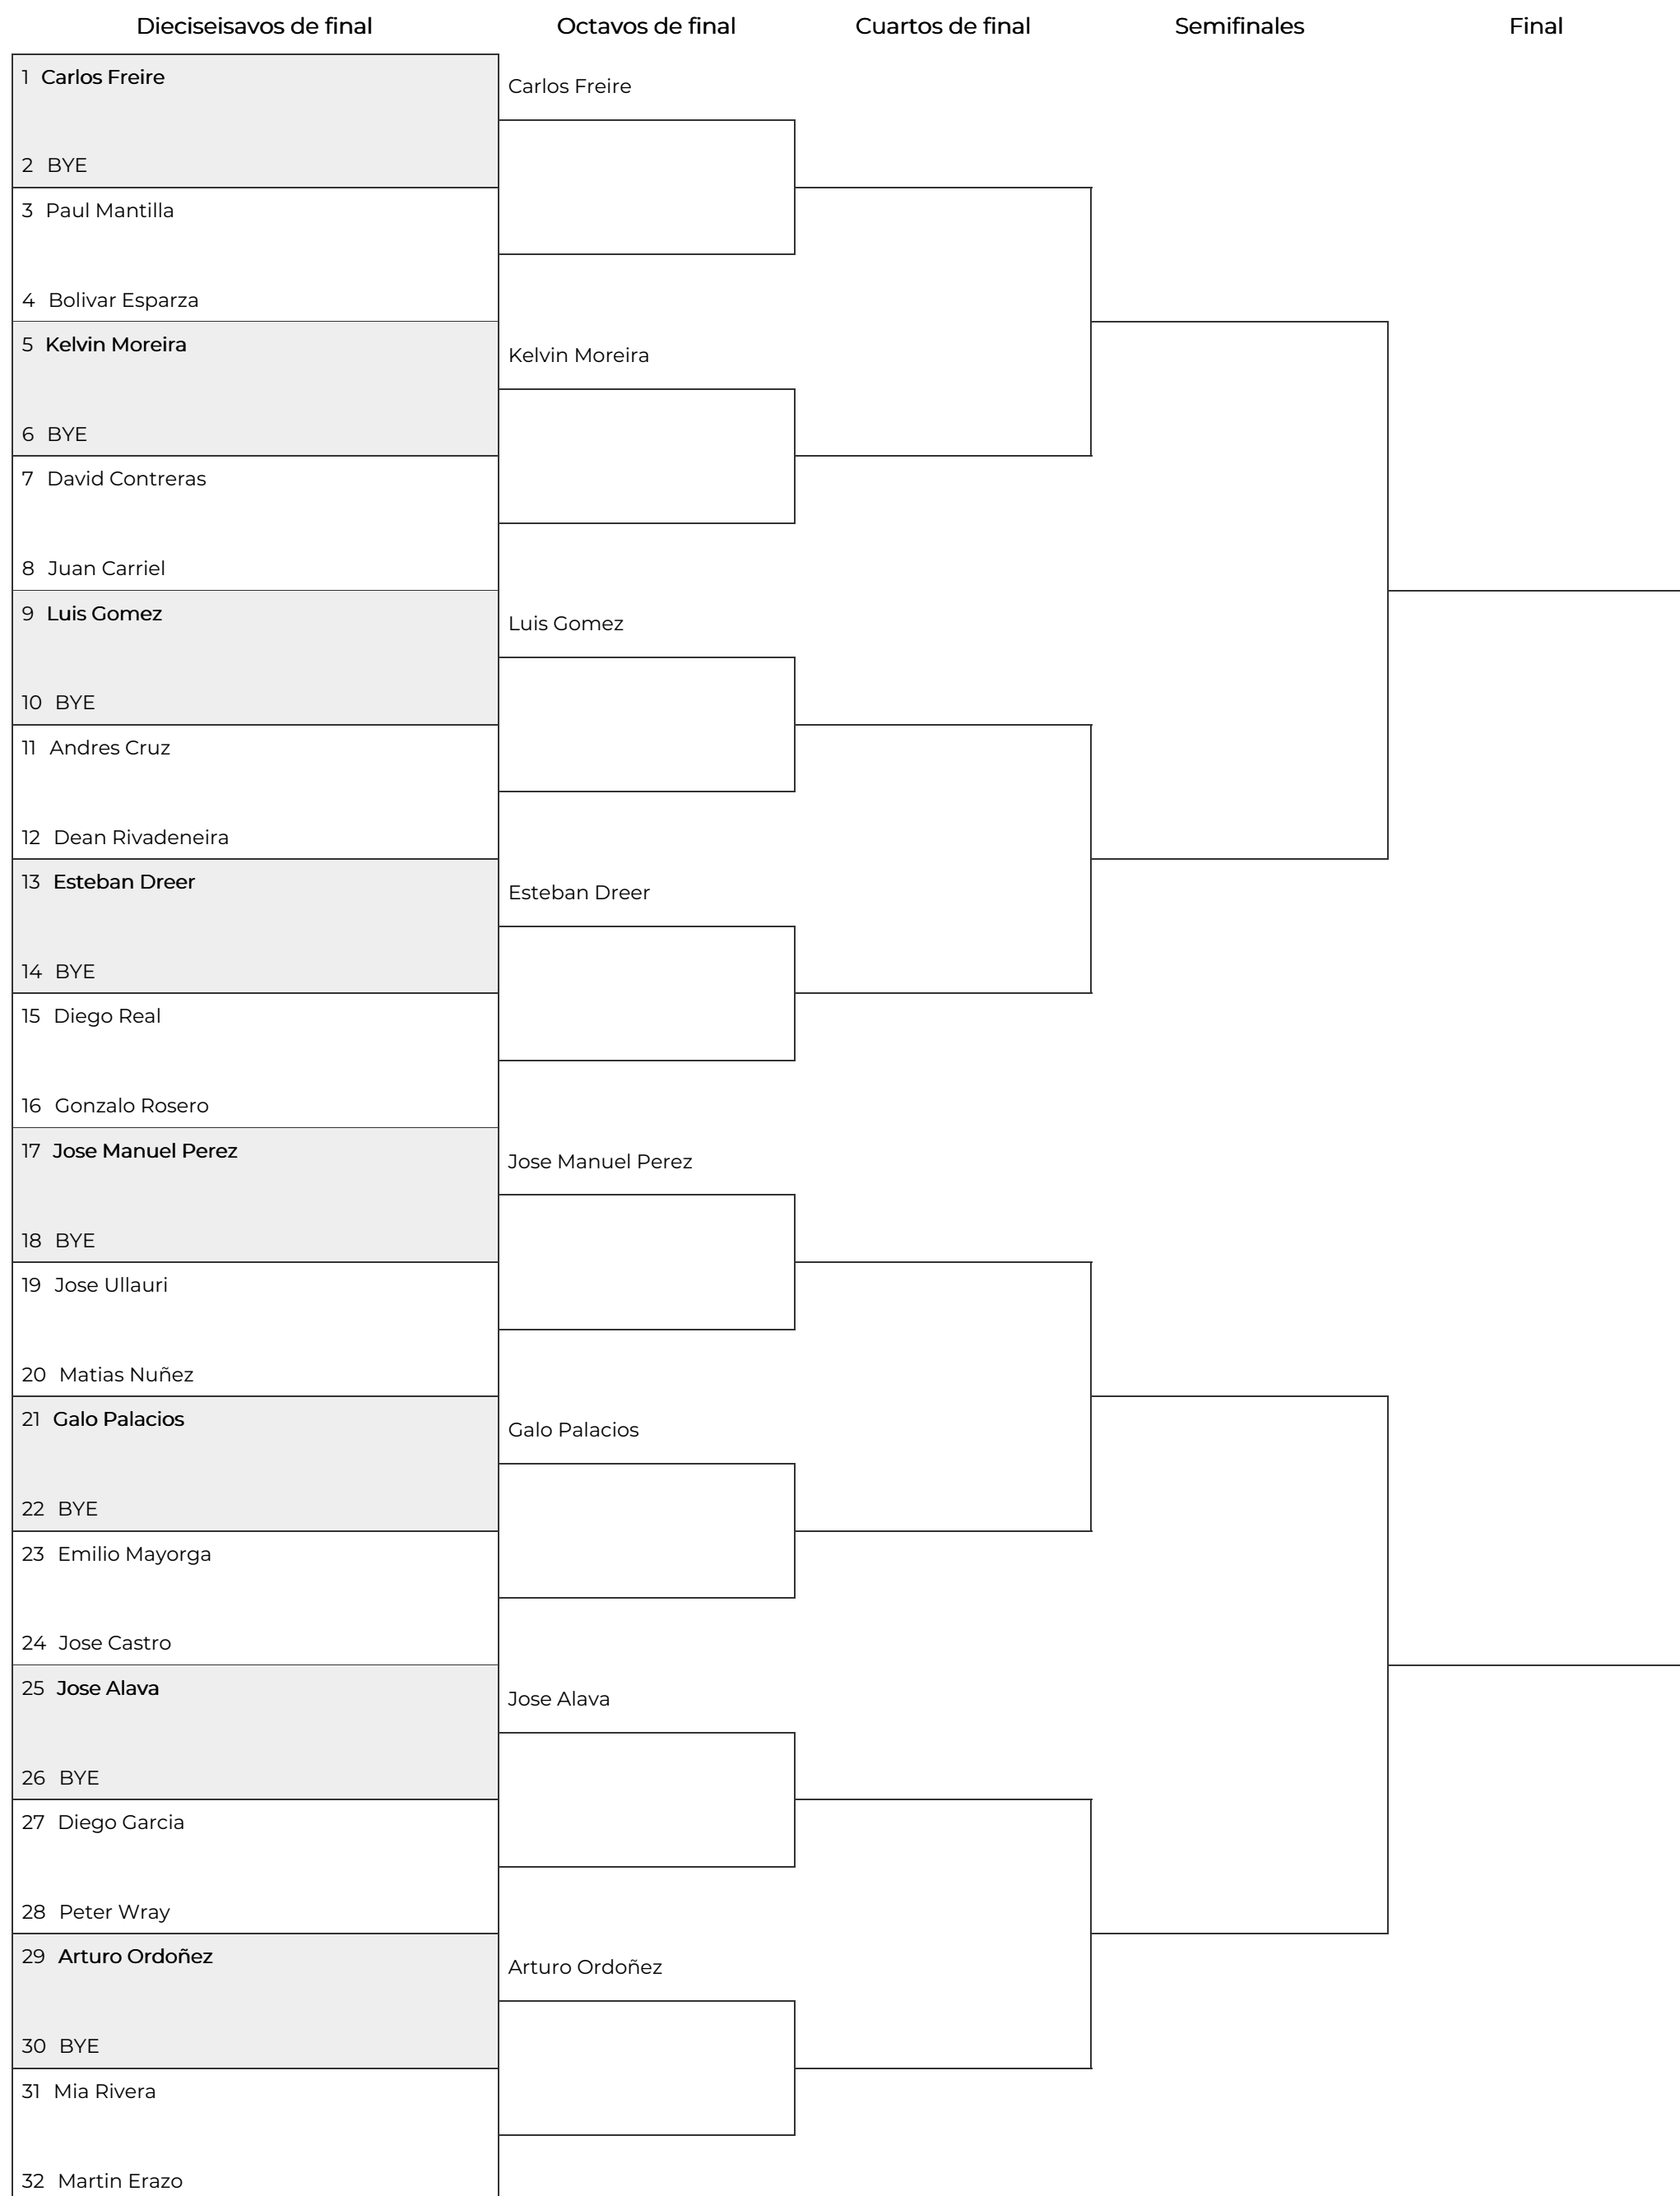 Dieciseisavos de final
Octavos de final
Cuartos de final
Semifinales
Final
1 Carlos Freire
Carlos Freire
2 BYE
3 Paul Mantilla
4 Bolivar Esparza
5 Kelvin Moreira
Kelvin Moreira
6 BYE
7 David Contreras
8 Juan Carriel
9 Luis Gomez
Luis Gomez
10 BYE
11 Andres Cruz
12 Dean Rivadeneira
13 Esteban Dreer
Esteban Dreer
14 BYE
15 Diego Real
16 Gonzalo Rosero
17 Jose Manuel Perez
Jose Manuel Perez
18 BYE
19 Jose Ullauri
20 Matias Nuñez
21 Galo Palacios
Galo Palacios
22 BYE
23 Emilio Mayorga
24 Jose Castro
25 Jose Alava
Jose Alava
26 BYE
27 Diego Garcia
28 Peter Wray
29 Arturo Ordoñez
Arturo Ordoñez
30 BYE
31 Mia Rivera
32 Martin Erazo